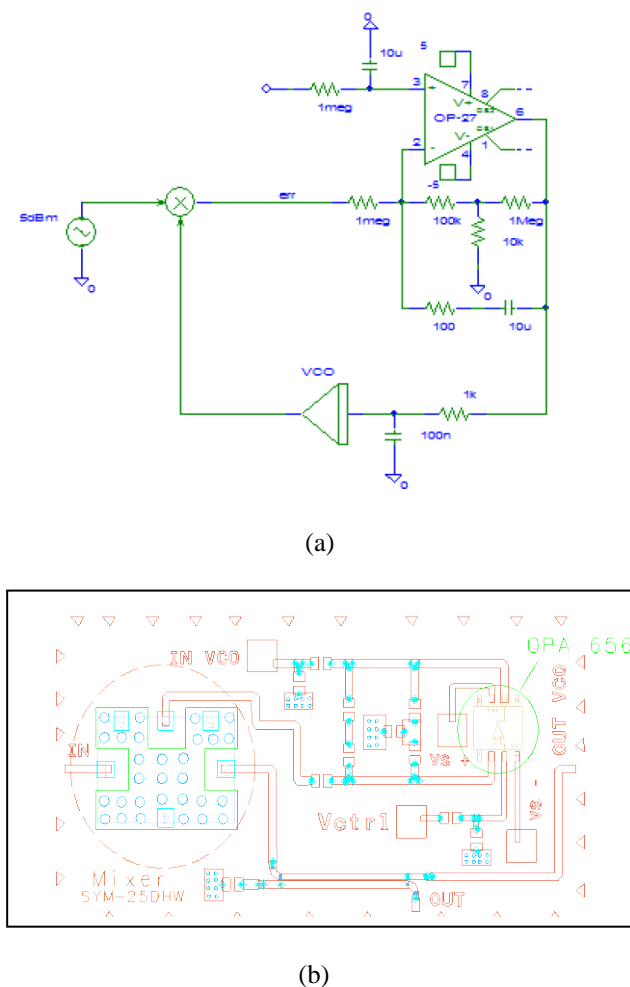 0
10u
5
3
+
7
8
1meg
V+
OP-27
6
2
-
V-
4
1
-5
5dBm
err
1meg
100k
1Meg
10k
0
0
100
10u
VCO
1k
100n
0
(a)
IN VCO
OPA 656
OUT VCO
IN
VS +
Vctrl
VS -
Mixer
SYM-25DHW
OUT
(b)